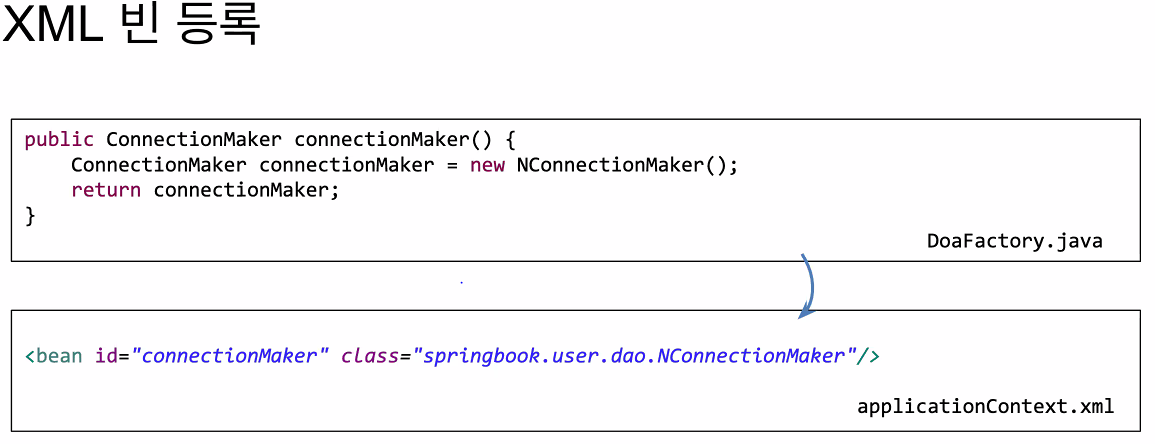 XML 빈 등록
public ConnectionMaker connectionMaker() {
    ConnectionMaker connectionMaker = new NConnectionMaker();
    return connectionMaker;
}
DoaFactory.java
<bean id="connectionMaker" class="springbook.user.dao.NConnectionMaker"/>
applicationContext.xml